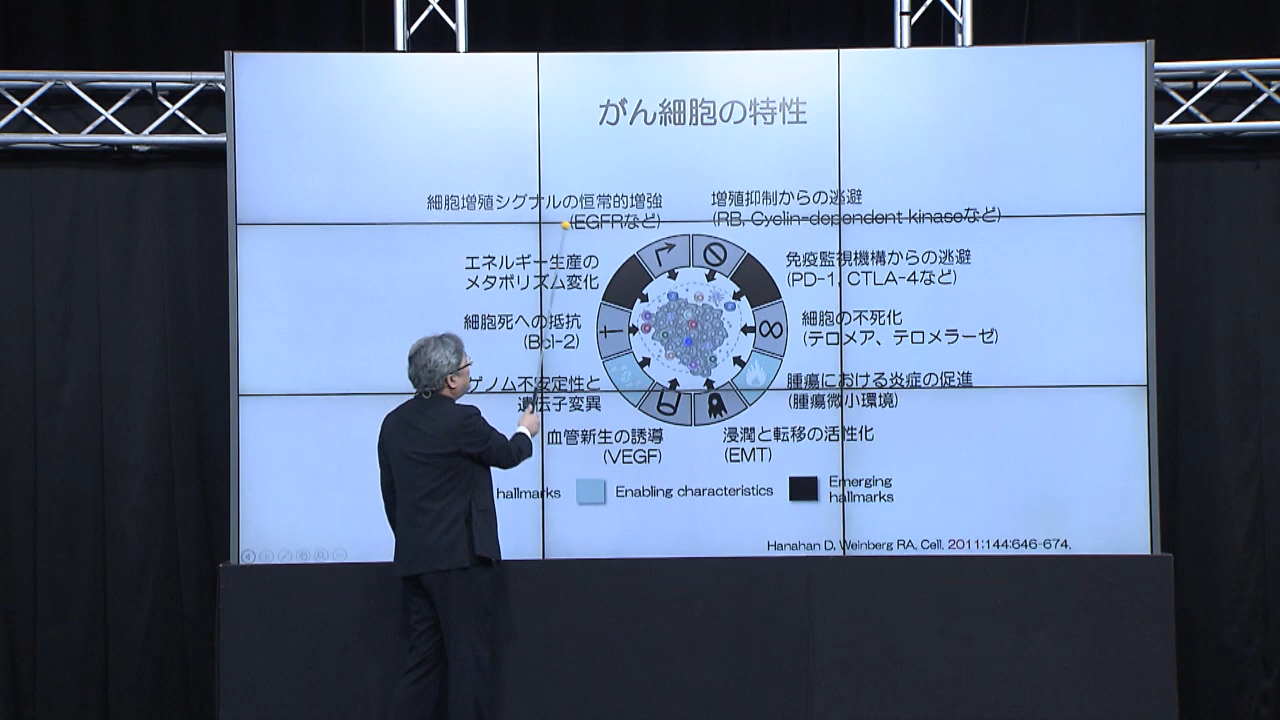 がん細胞の特性
細胞増殖シグナルの恒常的増強
(EGFRなど)
増殖抑制からの逃避
(RB, Cyclin-dependent kinaseなど)
エネルギー生産の
メタボリズム変化
免疫監視機構からの逃避
(PD-1, CTLA-4など)
細胞死への抵抗
(Bcl-2)
細胞の不死化
(テロメア、テロメラーゼ)
ゲノム不安定性と
遺伝子変異
腫瘍における炎症の促進
(腫瘍微小環境)
血管新生の誘導
(VEGF)
浸潤と転移の活性化
(EMT)
hallmarks
Enabling characteristics
Emerging
hallmarks
Hanahan D, Weinberg RA. Cell. 2011;144:646-674.